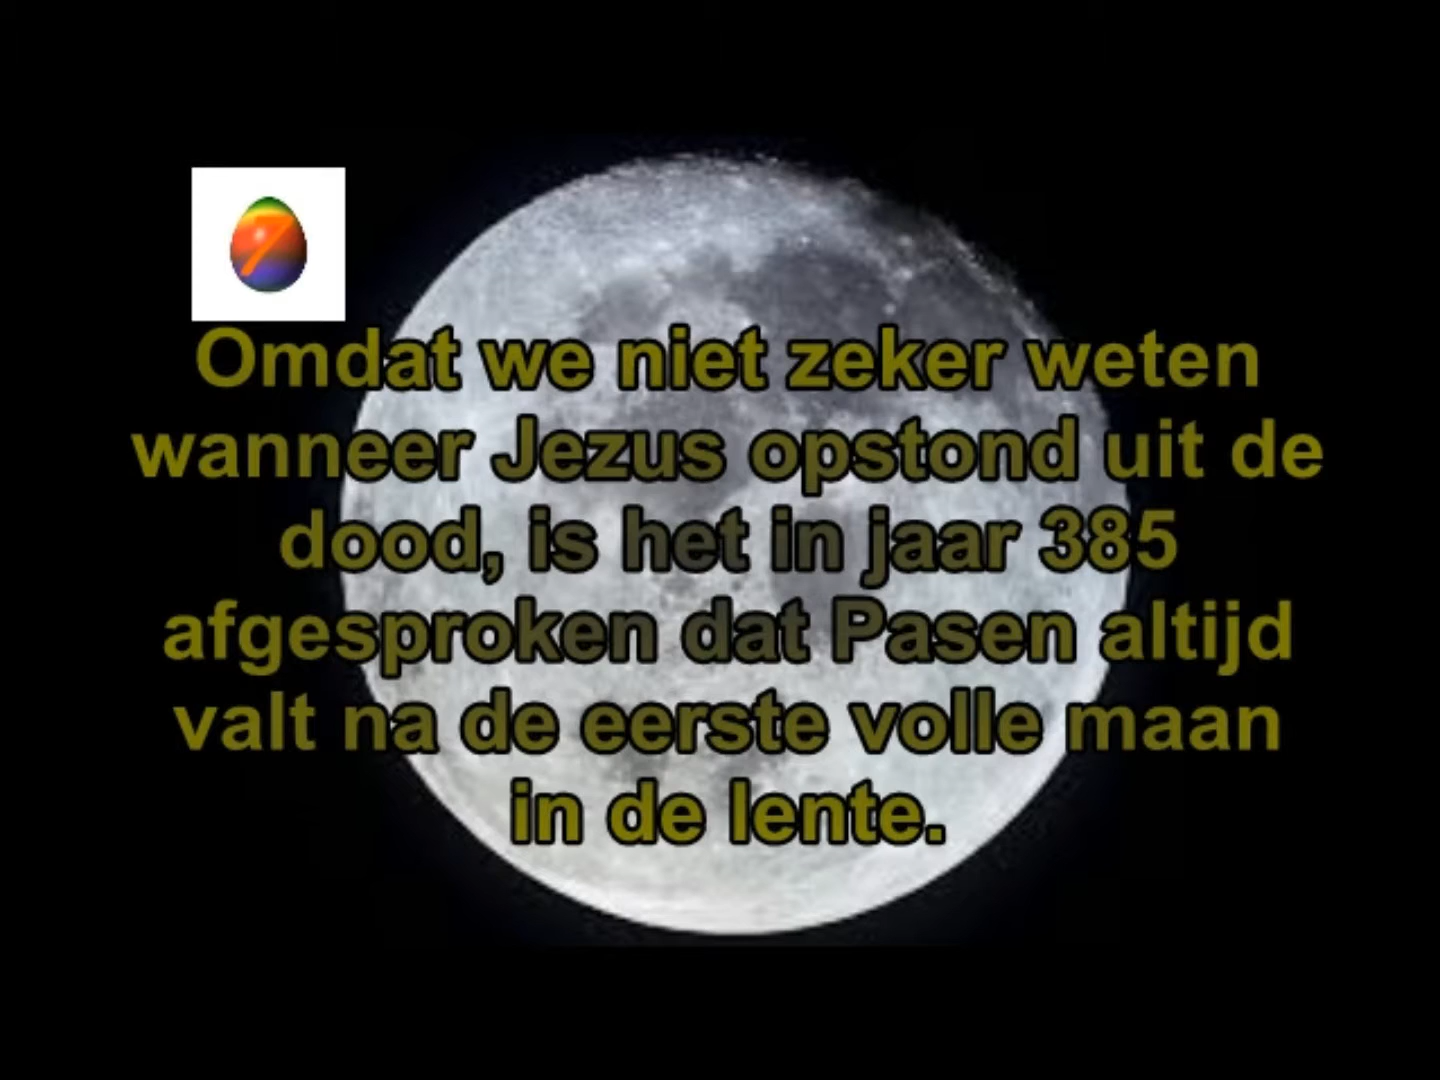 7
Omdat we niet zeker weten
wanneer Jezus opstond uit de
dood, is het in jaar 385
afgesproken dat Pasen altijd
valt na de eerste volle maan
in de lente.